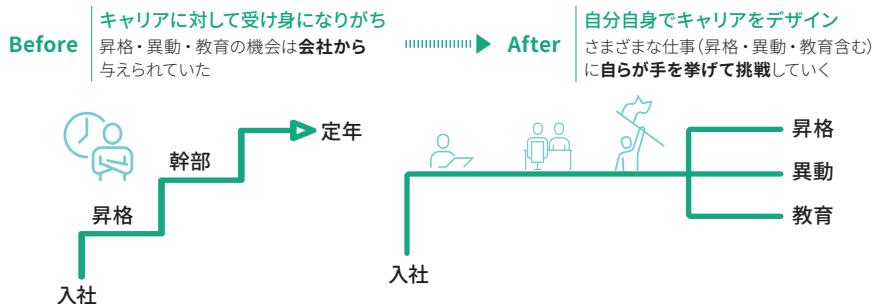 Before
キャリアに対して受け身になりがち
昇格・異動・教育の機会は会社から
与えられていた
After
自分自身でキャリアをデザイン
さまざまな仕事（昇格・異動・教育含む）
に自らが手を挙げて挑戦していく
定年
幹部
昇格
入社
昇格
異動
教育
入社